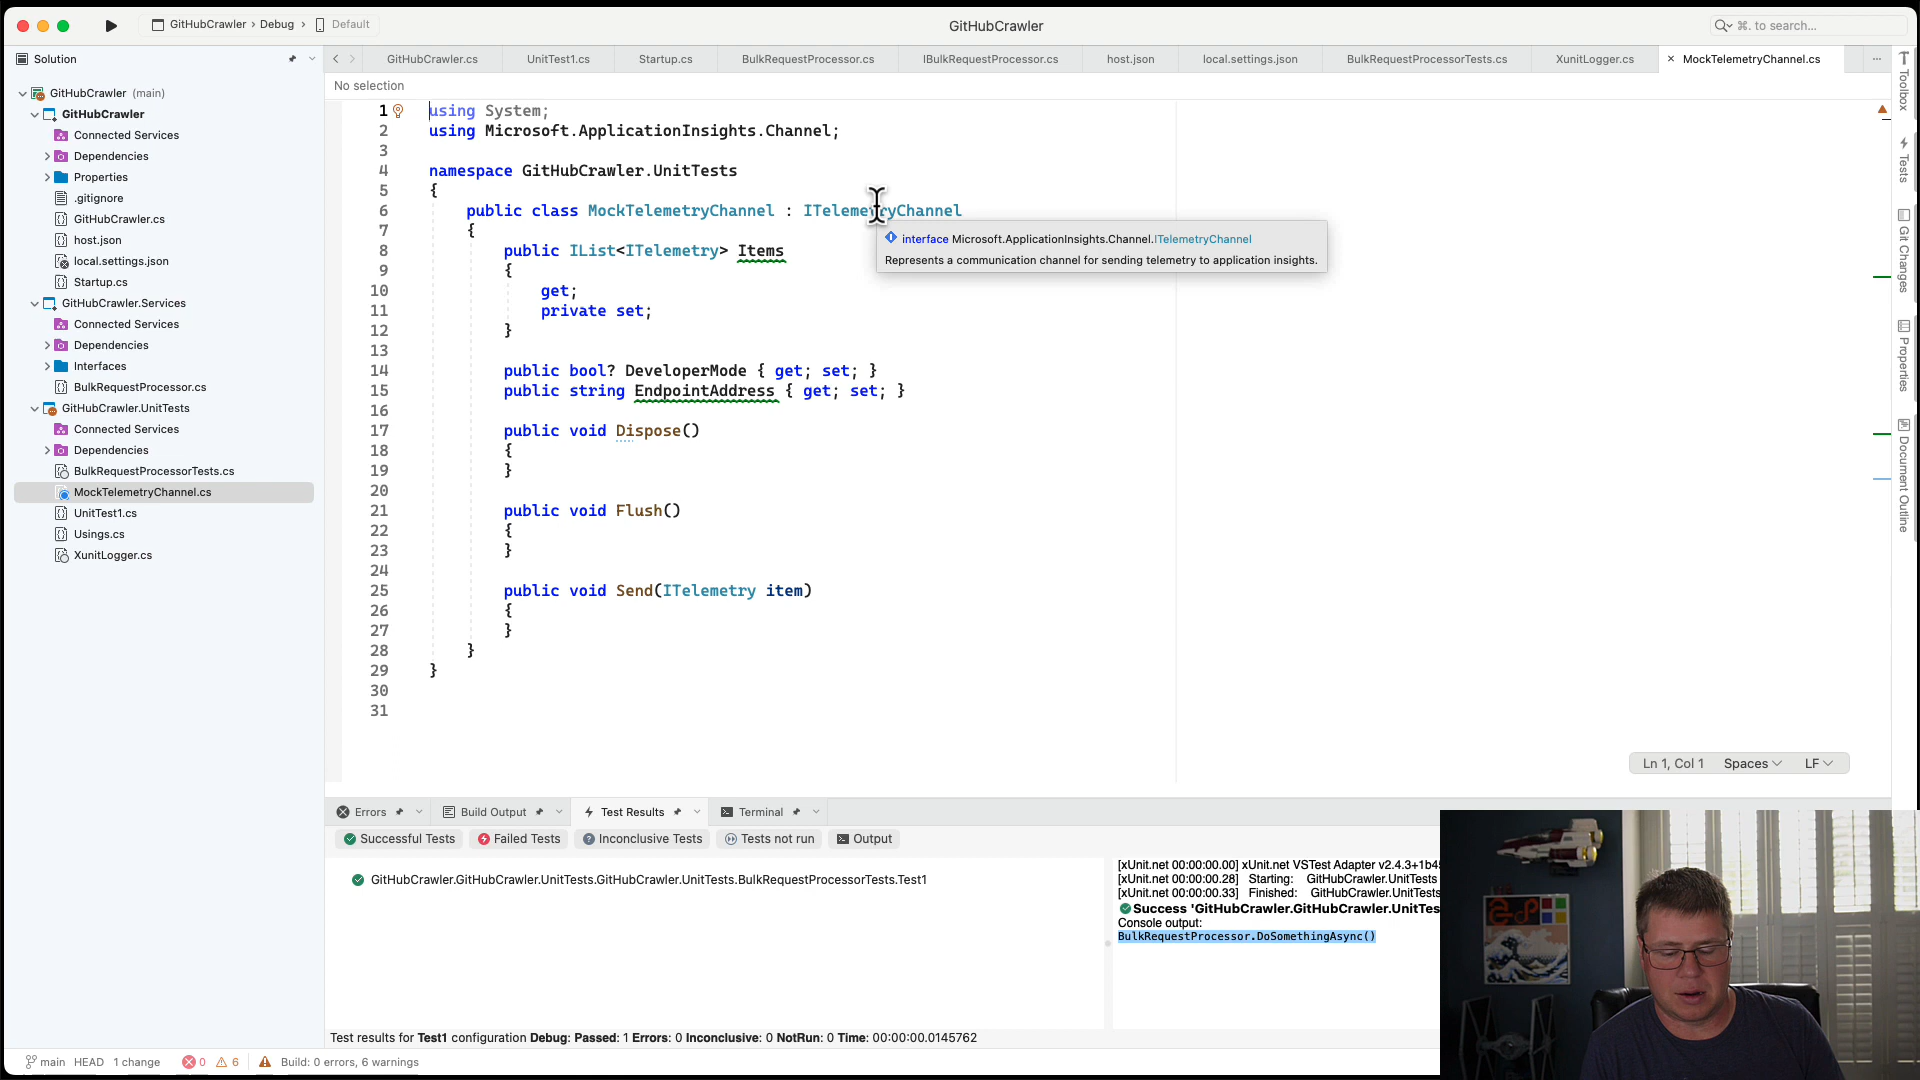 GitHubCrawler › Debug › Default
GitHubCrawler
⌘. to search...
Solution
GitHubCrawler.cs
UnitTest1.cs
Startup.cs
BulkRequestProcessor.cs
IBulkRequestProcessor.cs
host.json
local.settings.json
BulkRequestProcessorTests.cs
XunitLogger.cs
× MockTelemetryChannel.cs
No selection
GitHubCrawler (main)
GitHubCrawler
Connected Services
Dependencies
Properties
.gitignore
GitHubCrawler.cs
host.json
local.settings.json
Startup.cs
GitHubCrawler.Services
Connected Services
Dependencies
Interfaces
BulkRequestProcessor.cs
GitHubCrawler.UnitTests
Connected Services
Dependencies
BulkRequestProcessorTests.cs
MockTelemetryChannel.cs
UnitTest1.cs
Usings.cs
XunitLogger.cs
1 using System;
2 using Microsoft.ApplicationInsights.Channel;
3
4 namespace GitHubCrawler.UnitTests
5 {
6 public class MockTelemetryChannel : ITelemetryChannel
7 {
8 public IList<ITelemetry> Items
9 {
10 get;
11 private set;
12 }
13
14 public bool? DeveloperMode { get; set; }
15 public string EndpointAddress { get; set; }
16
17 public void Dispose()
18 {
19 }
20
21 public void Flush()
22 {
23 }
24
25 public void Send(ITelemetry item)
26 {
27 }
28 }
29 }
30
31
interface Microsoft.ApplicationInsights.Channel.ITelemetryChannel
Represents a communication channel for sending telemetry to application insights.
Toolbox
Tests
Git Changes
Properties
Document Outline
Ln 1, Col 1 Spaces LF
Errors
Build Output
Test Results
Terminal
Successful Tests
Failed Tests
Inconclusive Tests
Tests not run
Output
GitHubCrawler.GitHubCrawler.UnitTests.GitHubCrawler.UnitTests.BulkRequestProcessorTests.Test1
[xUnit.net 00:00:00.00] xUnit.net VSTest Adapter v2.4.3+1b45
[xUnit.net 00:00:00.28] Starting: GitHubCrawler.UnitTests
[xUnit.net 00:00:00.33] Finished: GitHubCrawler.UnitTests
Success 'GitHubCrawler.GitHubCrawler.UnitTes
Console output:
BulkRequestProcessor.DoSomethingAsync()
Test results for Test1 configuration Debug: Passed: 1 Errors: 0 Inconclusive: 0 NotRun: 0 Time: 00:00:00.0145762
main HEAD 1 change 0 6 Build: 0 errors, 6 warnings